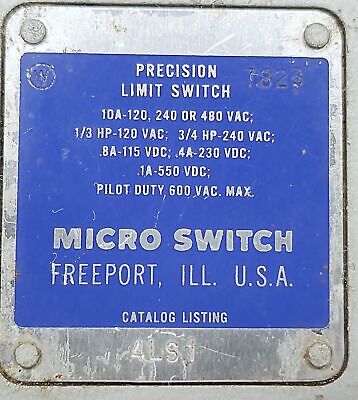 PRECISION 7823
LIMIT SWITCH
10A-120, 240 OR 480 VAC;
1/3 HP-120 VAC; 3/4 HP-240 VAC;
.8A-115 VDC; .4A-230 VDC;
.1A-550 VDC;
PILOT DUTY 600 VAC. MAX.
MICRO SWITCH
FREEPORT, ILL. U.S.A.
CATALOG LISTING
4LS1